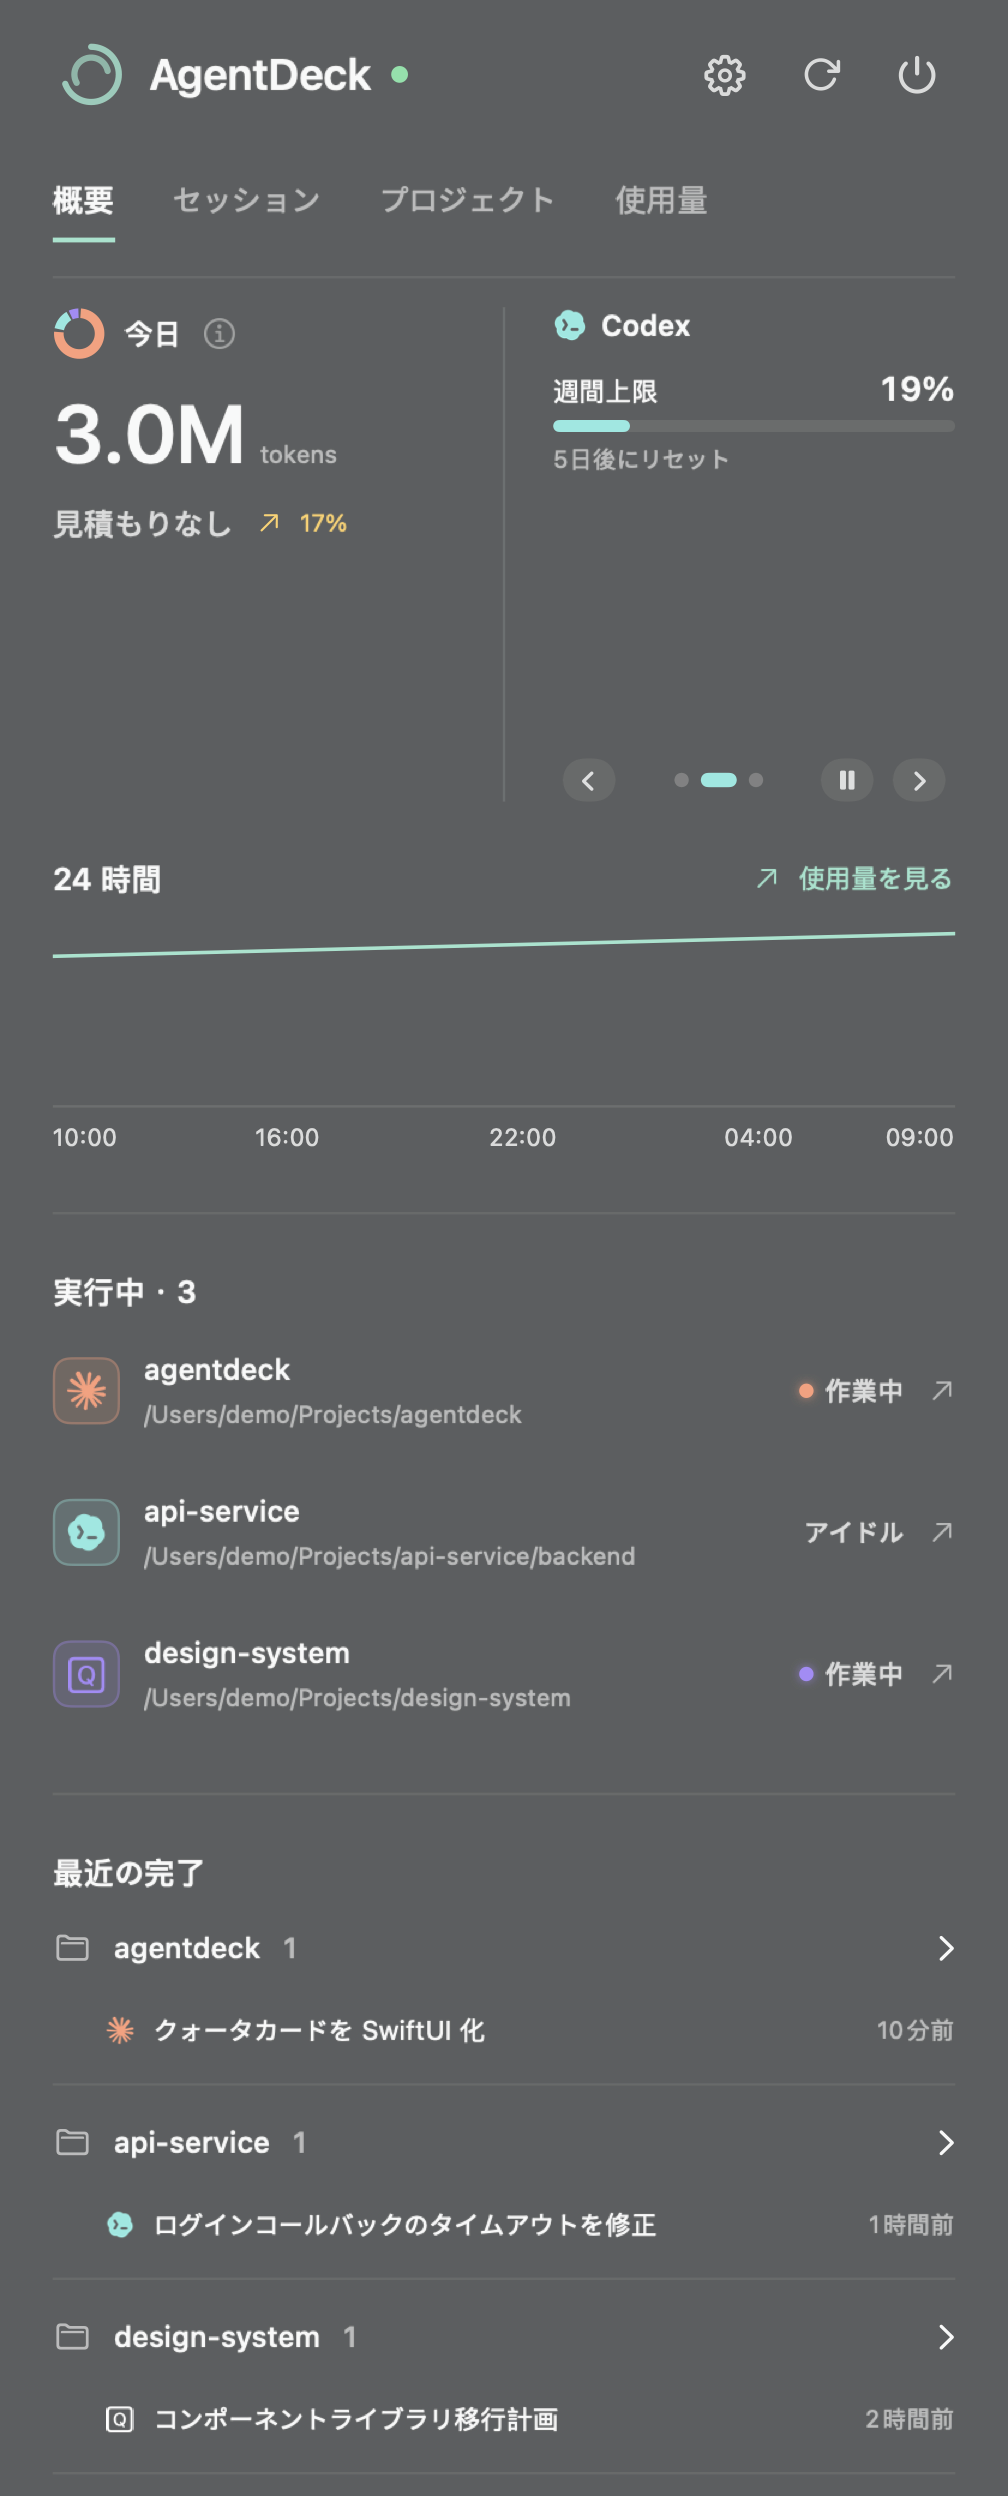 AgentDeck
概要 セッション プロジェクト 使用量
今日
3.0M tokens
見積もりなし 17%
Codex
週間上限 19%
5日後にリセット
24 時間 使用量を見る
10:00 16:00 22:00 04:00 09:00
実行中 · 3
agentdeck
/Users/demo/Projects/agentdeck
作業中
api-service
/Users/demo/Projects/api-service/backend
アイドル
design-system
/Users/demo/Projects/design-system
作業中
最近の完了
agentdeck 1
クォータカードを SwiftUI 化 10分前
api-service 1
ログインコールバックのタイムアウトを修正 1時間前
design-system 1
コンポーネントライブラリ移行計画 2時間前